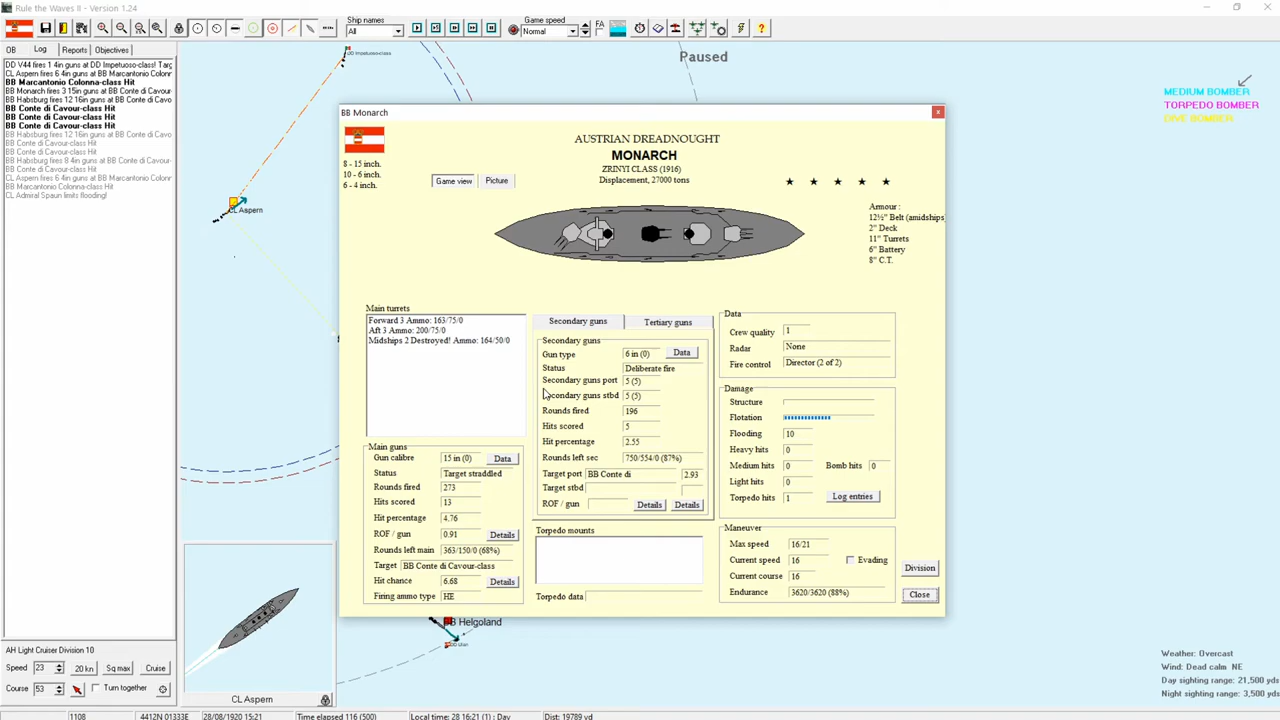 Rule the Waves II - Version 1.24
Ship names
All
Game speed
Normal
FA
OB Log Reports Objectives
DD V44 fires 1 4in guns at DD Impetuoso-class! Targ
CL Aspern fires 6 4in guns at BB Marcantonio Colonn
BB Marcantonio Colonna-class Hit
BB Monarch fires 3 15in guns at BB Conte di Cavour-
BB Habsburg fires 12 16in guns at BB Conte di Cavou
BB Conte di Cavour-class Hit
BB Conte di Cavour-class Hit
BB Conte di Cavour-class Hit
BB Habsburg fires 12 16in guns at BB Conte di Cavou
BB Conte di Cavour-class Hit
BB Conte di Cavour-class Hit
BB Habsburg fires 8 4in guns at BB Conte di Cavour-
BB Conte di Cavour-class Hit
CL Aspern fires 6 4in guns at BB Marcantonio Colonn
BB Marcantonio Colonna-class Hit
CL Admiral Spaun limits flooding!
DD Impetuoso-class
CL Aspern
Paused
MEDIUM BOMBER
TORPEDO BOMBER
DIVE BOMBER
BB Monarch
AUSTRIAN DREADNOUGHT
MONARCH
ZRINYI CLASS (1916)
Displacement, 27000 tons
8 - 15 inch.
10 - 6 inch.
6 - 4 inch.
Game view Picture
★ ★ ★ ★ ★
Armour :
12½" Belt (amidships)
2" Deck
11" Turrets
6" Battery
8" C.T.
Main turrets
Forward 3 Ammo: 163/75/0
Aft 3 Ammo: 200/75/0
Midships 2 Destroyed! Ammo: 164/50/0
Main guns
Gun calibre 15 in (0) Data
Status Target straddled
Rounds fired 273
Hits scored 13
Hit percentage 4.76
ROF / gun 0.91 Details
Rounds left main 363/150/0 (68%)
Target BB Conte di Cavour-class
Hit chance 6.68 Details
Firing ammo type HE
Secondary guns Tertiary guns
Secondary guns
Gun type 6 in (0) Data
Status Deliberate fire
Secondary guns port 5 (5)
Secondary guns stbd 5 (5)
Rounds fired 196
Hits scored 5
Hit percentage 2.55
Rounds left sec 750/554/0 (87%)
Target port BB Conte di 2.93
Target stbd
ROF / gun Details Details
Torpedo mounts
Torpedo data
Data
Crew quality 1
Radar None
Fire control Director (2 of 2)
Damage
Structure
Flotation
Flooding 10
Heavy hits 0
Medium hits 0 Bomb hits 0
Light hits 0
Torpedo hits 1 Log entries
Maneuver
Max speed 16/21
Current speed 16 Evading
Current course 16
Endurance 3620/3620 (88%)
Division
Close
BB Helgoland
CL Aspern
AH Light Cruiser Division 10
Speed 23 20 kn Sq max Cruise
Course 53 Turn together
Weather: Overcast
Wind: Dead calm NE
Day sighting range: 21,500 yds
Night sighting range: 3,500 yds
1108 4412N 01333E 28/08/1920 15:21 Time elapsed 116 (500) Local time: 28 16:21 (1) : Day Dist: 19789 yd